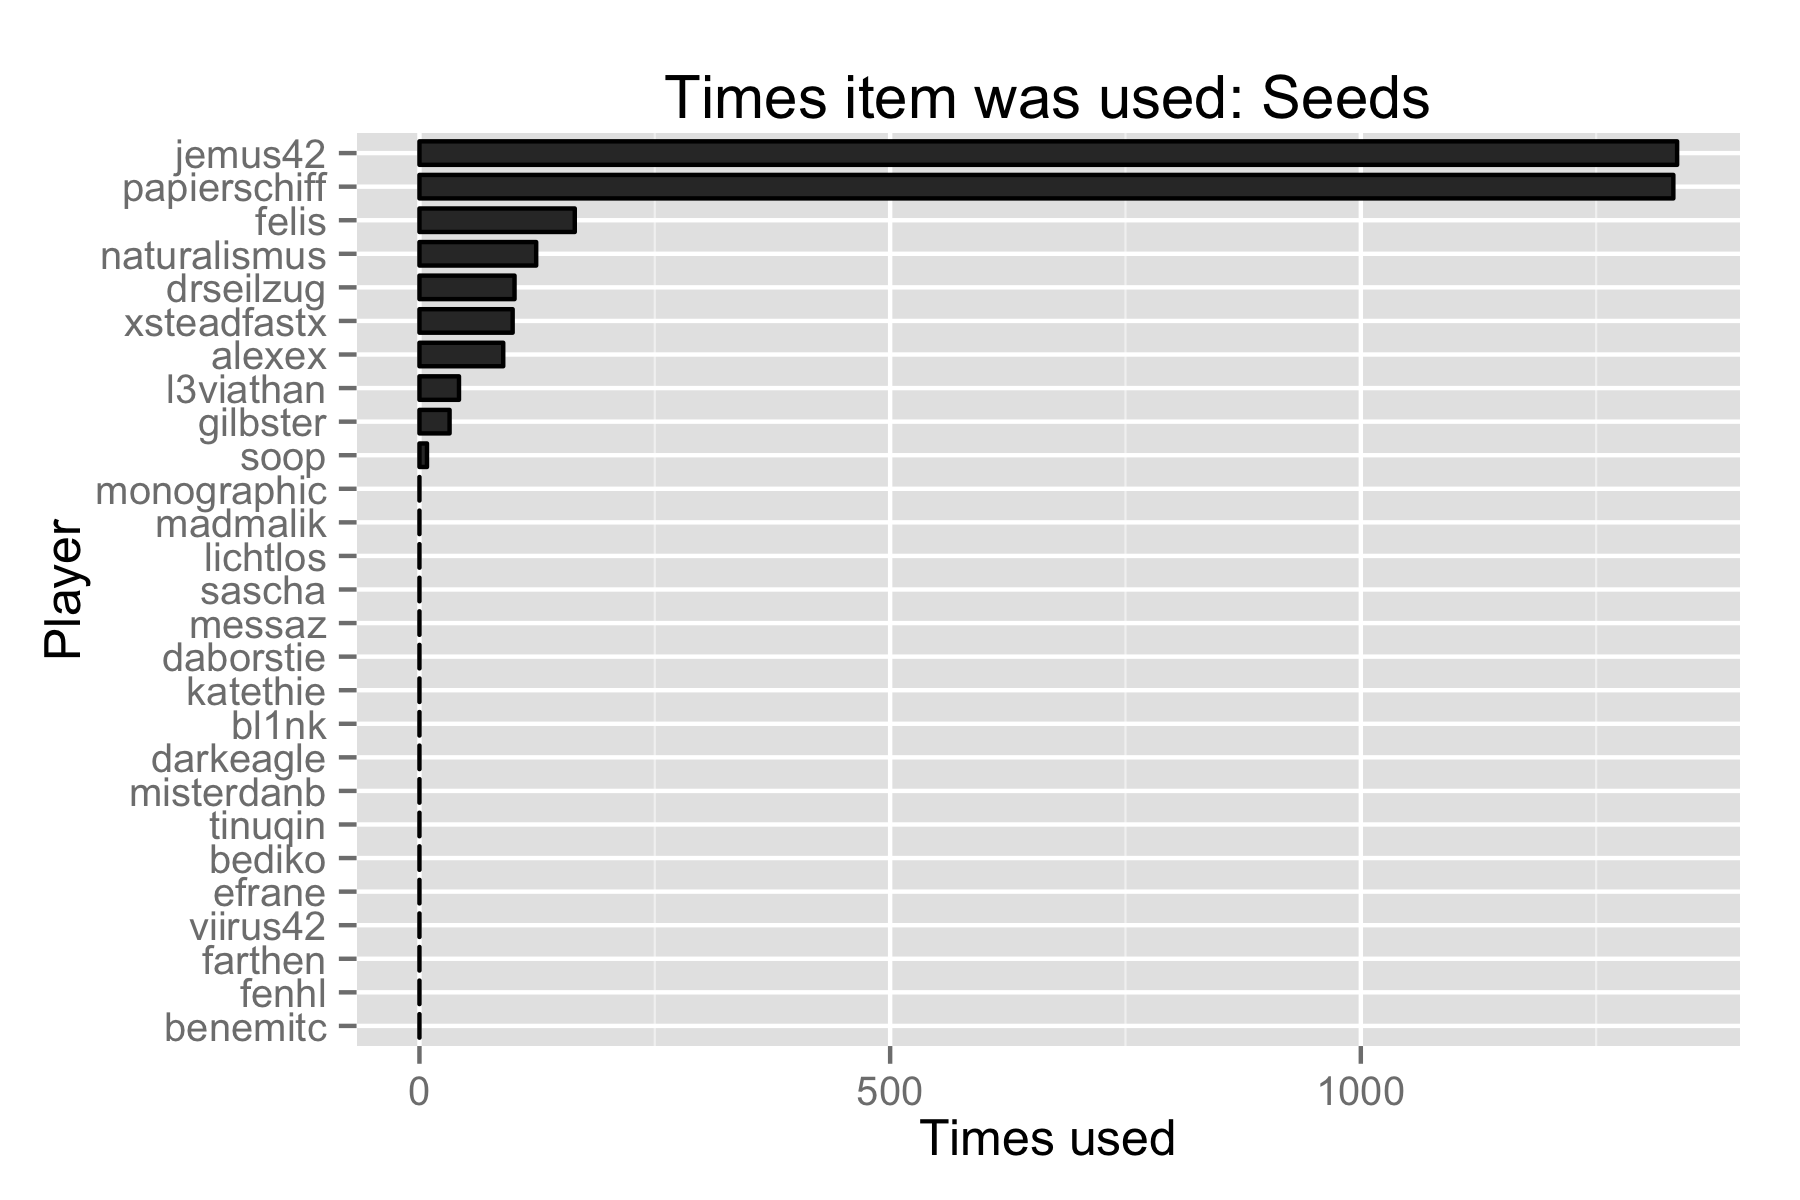 Times item was used: Seeds
jemus42
papierschiff
felis
naturalismus
drseilzug
xsteadfastx
alexex
l3viathan
gilbster
soop
monographic
madmalik
lichtlos
sascha
messaz
daborstie
katethie
bl1nk
darkeagle
misterdanb
tinuqin
bediko
efrane
viirus42
farthen
fenhl
benemitc
Player
0 500 1000
Times used